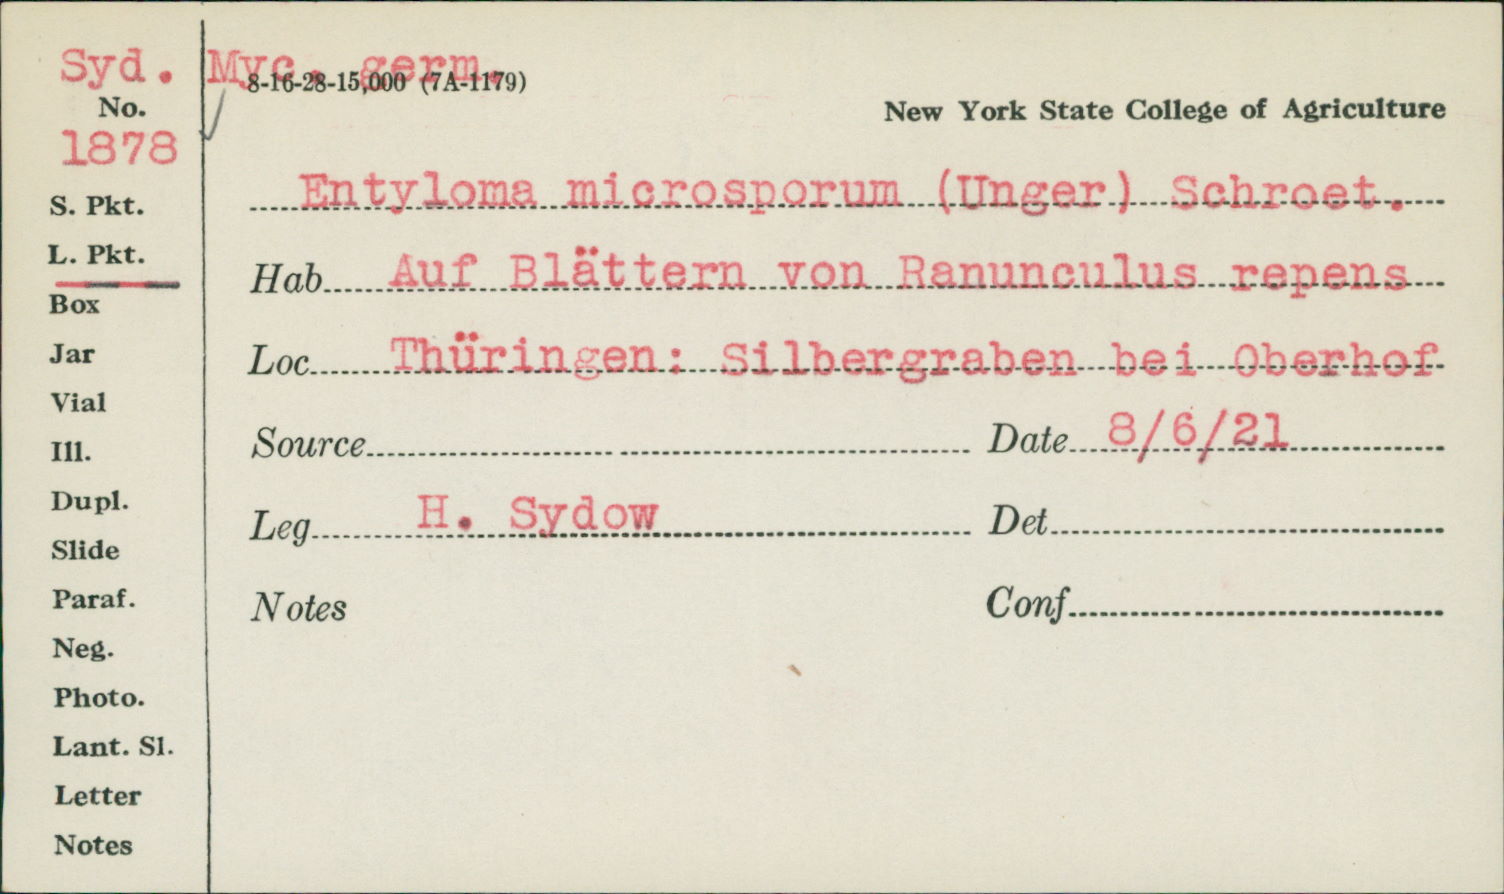 Syd. Myc. germ.
8-16-28-15,000 (7A-1179)
No.
New York State College of Agriculture
1878
Entyloma microsporum (Unger) Schroet.
S. Pkt.
L. Pkt.
Hab Auf Blättern von Ranunculus repens
Box
Jar
Loc Thüringen: Silbergraben bei Oberhof
Vial
Ill.
Source Date 8/6/21
Dupl.
Leg H. Sydow Det
Slide
Paraf.
Notes Conf
Neg.
Photo.
Lant. Sl.
Letter
Notes